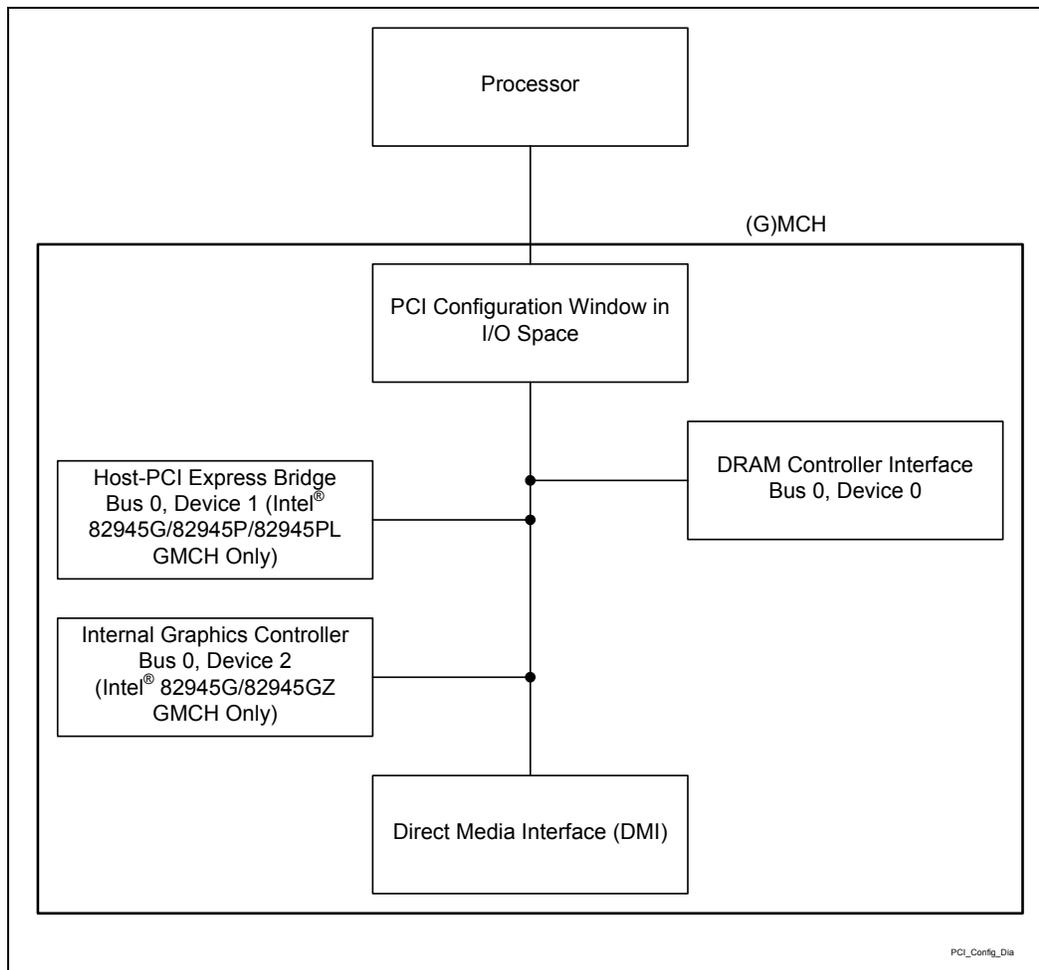 Processor
(G)MCH
PCI Configuration Window in
I/O Space
Host-PCI Express Bridge
Bus 0, Device 1 (Intel®
82945G/82945P/82945PL
GMCH Only)
DRAM Controller Interface
Bus 0, Device 0
Internal Graphics Controller
Bus 0, Device 2
(Intel® 82945G/82945GZ
GMCH Only)
Direct Media Interface (DMI)
PCI_Config_Dia